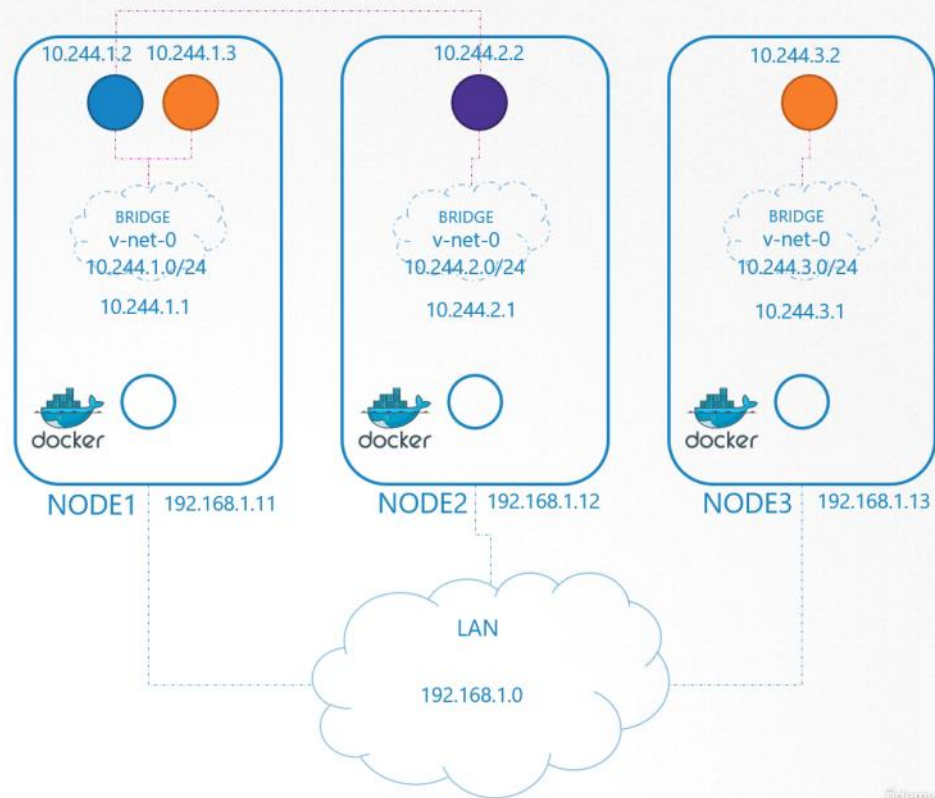 10.244.1.2 10.244.1.3
10.244.2.2
10.244.3.2
BRIDGE
v-net-0
10.244.1.0/24
10.244.1.1
BRIDGE
v-net-0
10.244.2.0/24
10.244.2.1
BRIDGE
v-net-0
10.244.3.0/24
10.244.3.1
docker
docker
docker
NODE1 192.168.1.11
NODE2 192.168.1.12
NODE3 192.168.1.13
LAN
192.168.1.0